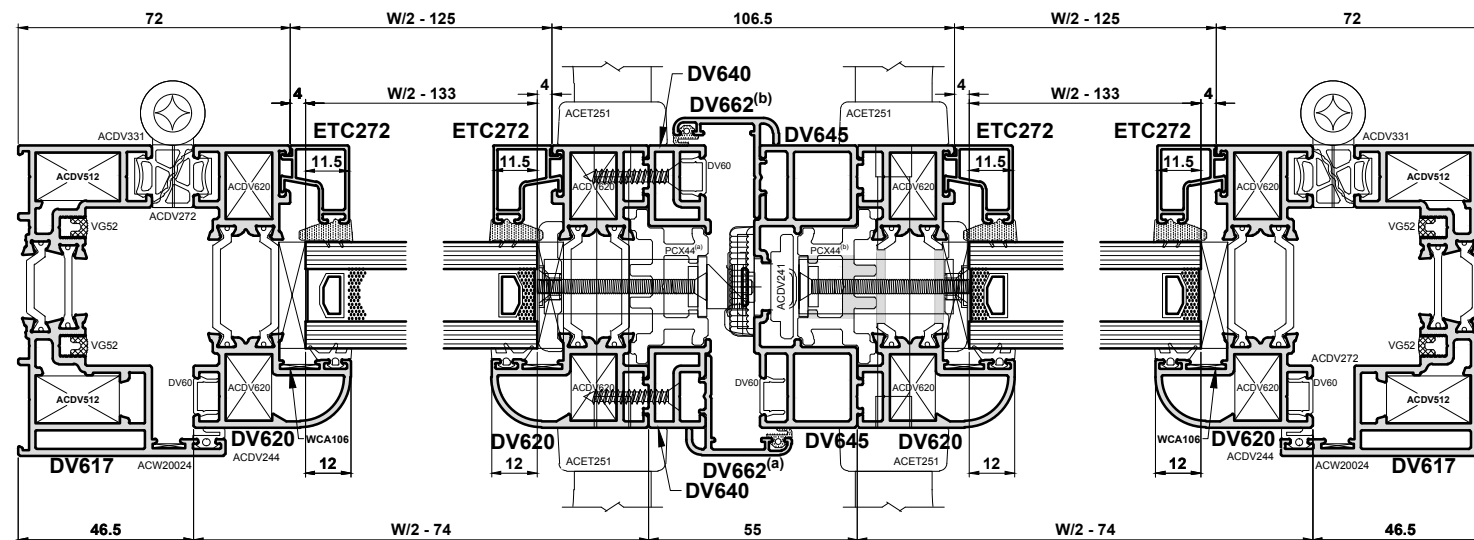 72 W/2 - 125 106.5 W/2 - 125 72
4 W/2 - 133 4 DV640 4 W/2 - 133 4
ACET251 DV662(b) ACET251
ACDV331 ETC272 ETC272 DV645 ETC272 ETC272 ACDV331
11.5 11.5 DV60 11.5 11.5
ACDV512 ACDV620 ACDV620 ACDV620 ACDV620 ACDV512
ACDV272
VG52 VG52
PCX44(a) PCX44(b)
ACDV241
VG52 VG52
ACDV272
DV60 ACDV620 ACDV620 DV60 ACDV620 ACDV620 DV60
ACDV512 ACDV512
DV620 WCA106 DV620 DV645 DV620 WCA106 DV620
DV617 ACW20024 ACDV244 ACET251 DV662(a) ACET251 ACDV244 ACW20024 DV617
12 12 DV640 12 12
46.5 W/2 - 74 55 W/2 - 74 46.5